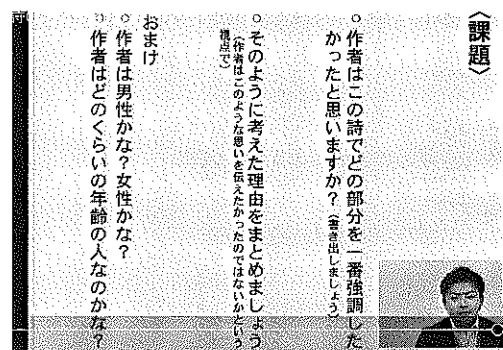 〈課題〉
○作者はこの詩でどの部分を一番強調した
かったと思いますか？（書き出しましょう）
○そのように考えた理由をまとめましょう
（作者はこのような思いを伝えたかったのではないかという
視点で）
おまけ
○作者は男性かな？女性かな？
○作者はどのくらいの年齢の人なのかな？